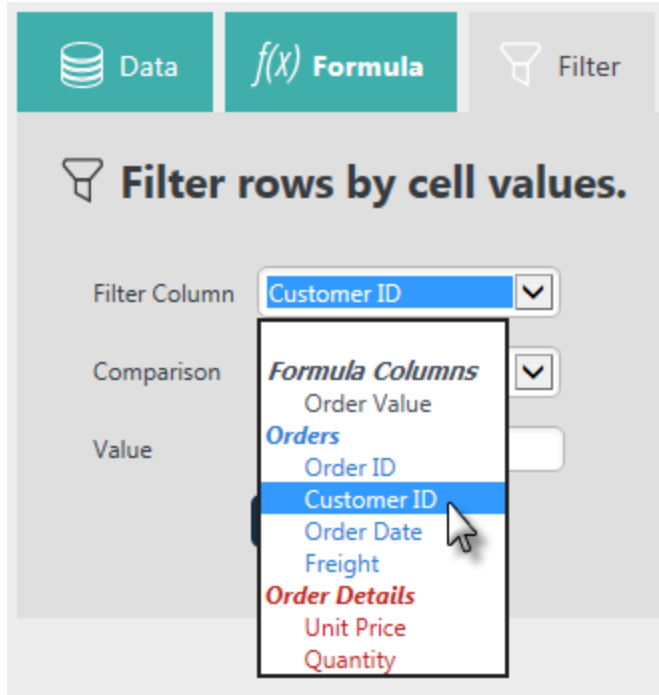 Data f(x) Formula Filter
Filter rows by cell values.
Filter Column Customer ID
Comparison
Value
Formula Columns
Order Value
Orders
Order ID
Customer ID
Order Date
Freight
Order Details
Unit Price
Quantity